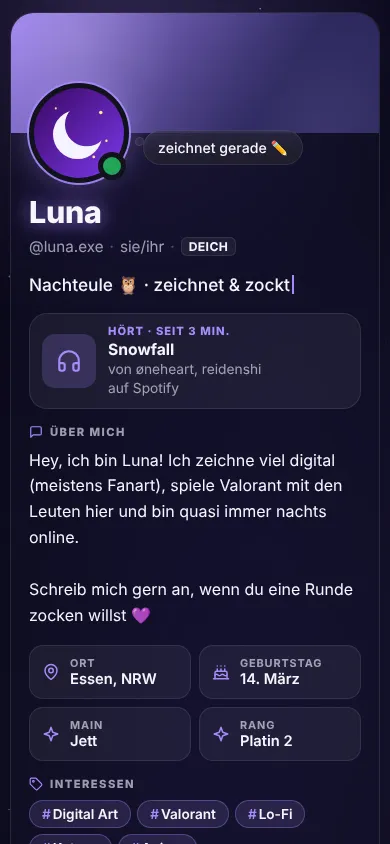 zeichnet gerade ✏️
Luna
@luna.exe · sie/ihr · DEICH
Nachteule 🦉 · zeichnet & zockt
HÖRT · SEIT 3 MIN.
Snowfall
von øneheart, reidenshi
auf Spotify
ÜBER MICH
Hey, ich bin Luna! Ich zeichne viel digital
(meistens Fanart), spiele Valorant mit den
Leuten hier und bin quasi immer nachts
online.
Schreib mich gern an, wenn du eine Runde
zocken willst 💜
ORT
Essen, NRW
GEBURTSTAG
14. März
MAIN
Jett
RANG
Platin 2
INTERESSEN
#Digital Art #Valorant #Lo-Fi